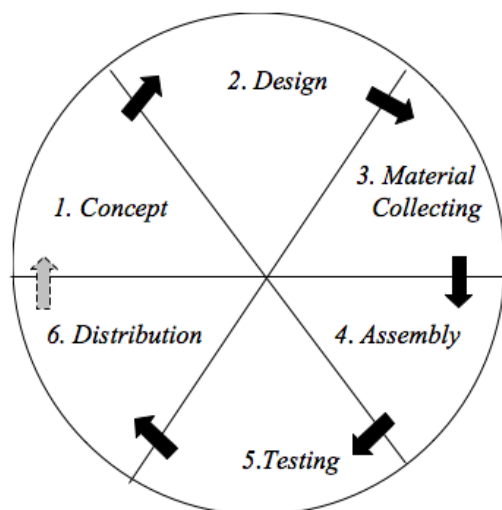 1. Concept
2. Design
3. Material
Collecting
4. Assembly
5.Testing
6. Distribution